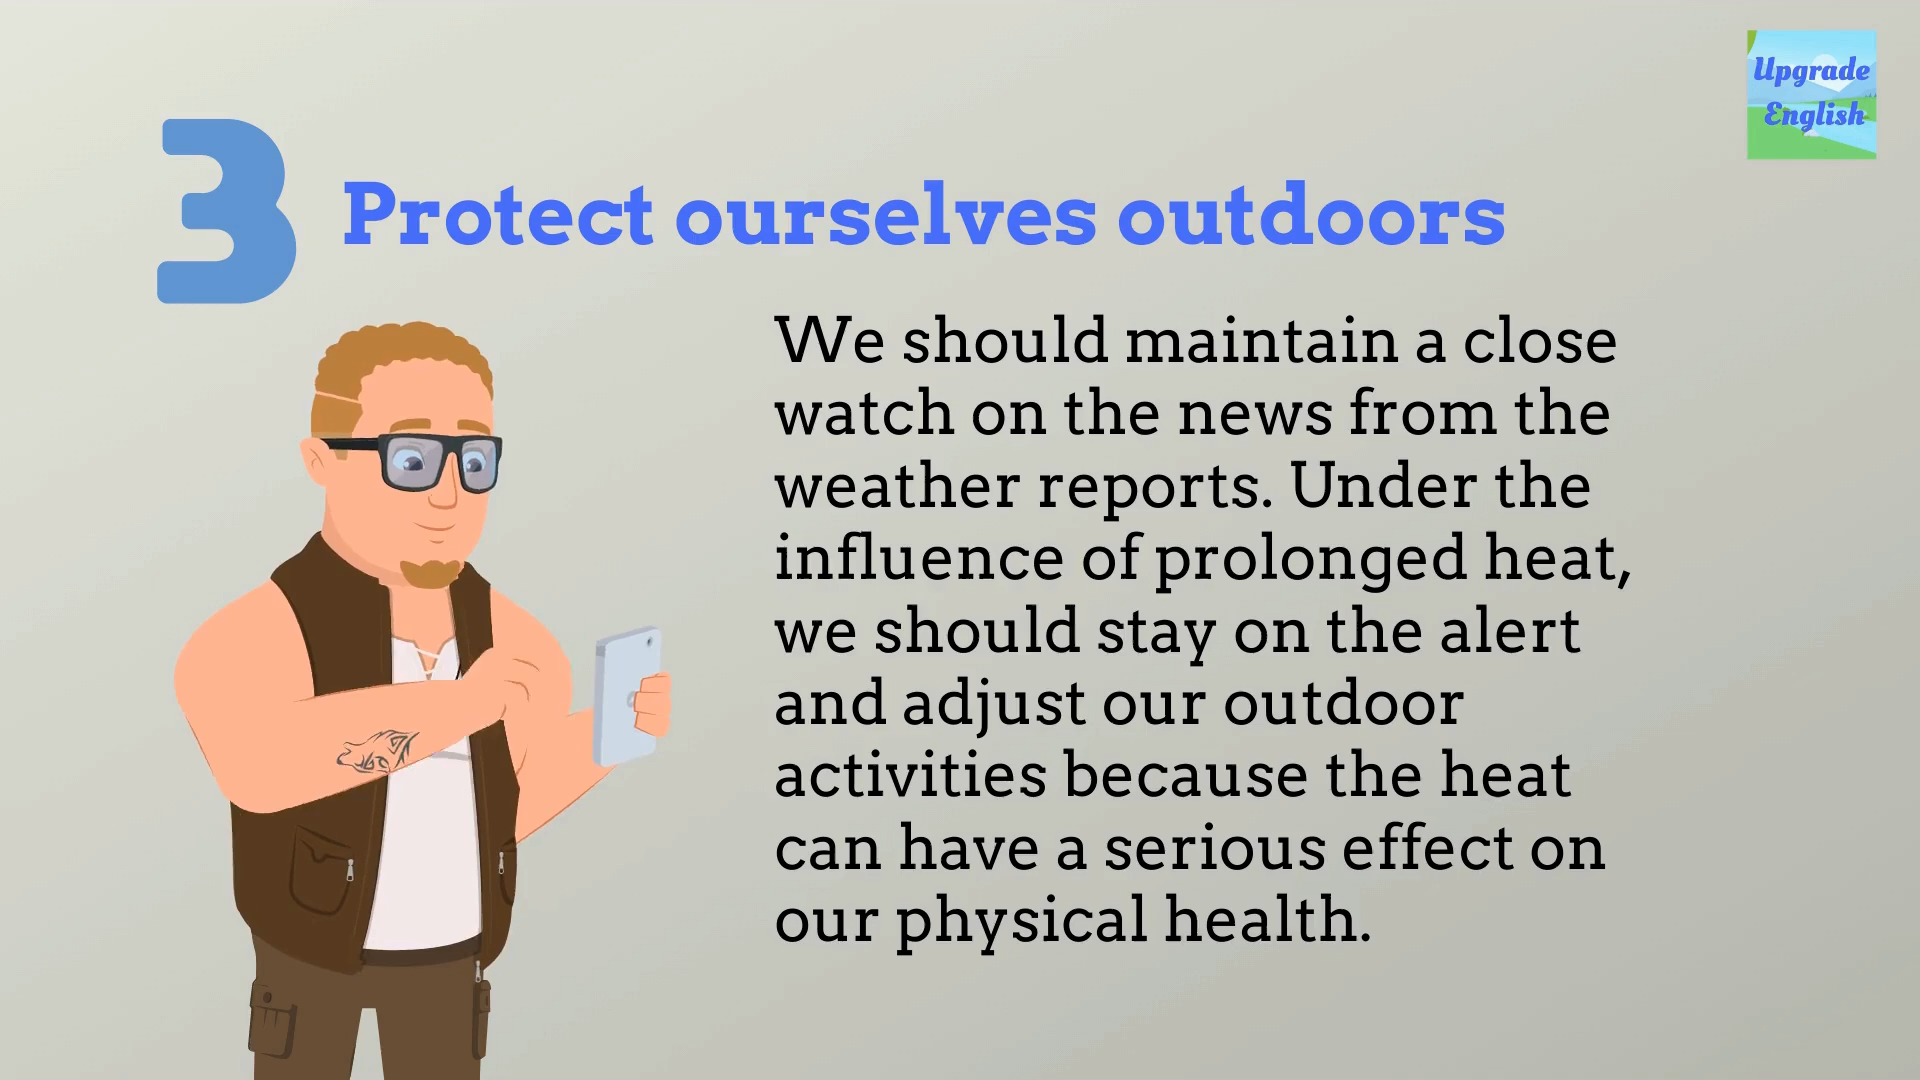 Upgrade
English
3
Protect ourselves outdoors
We should maintain a close
watch on the news from the
weather reports. Under the
influence of prolonged heat,
we should stay on the alert
and adjust our outdoor
activities because the heat
can have a serious effect on
our physical health.